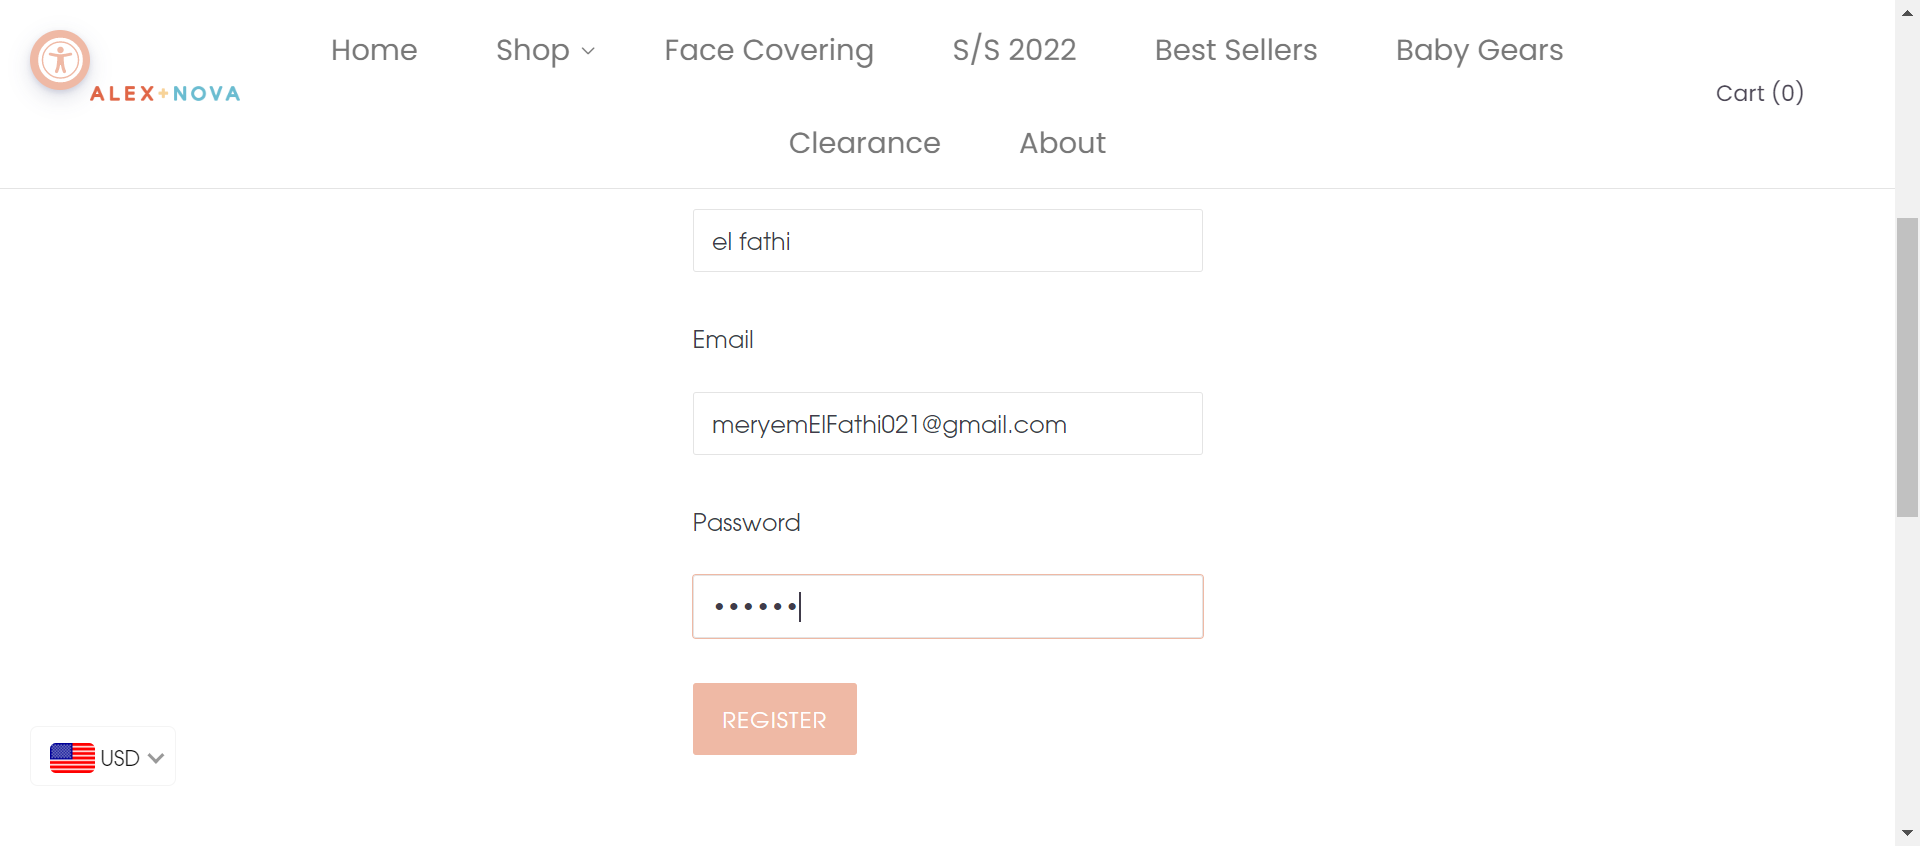 Home Shop Face Covering S/S 2022 Best Sellers Baby Gears
ALEX+NOVA
Cart (0)
Clearance About
el fathi
Email
meryemElFathi021@gmail.com
Password
••••••
REGISTER
USD